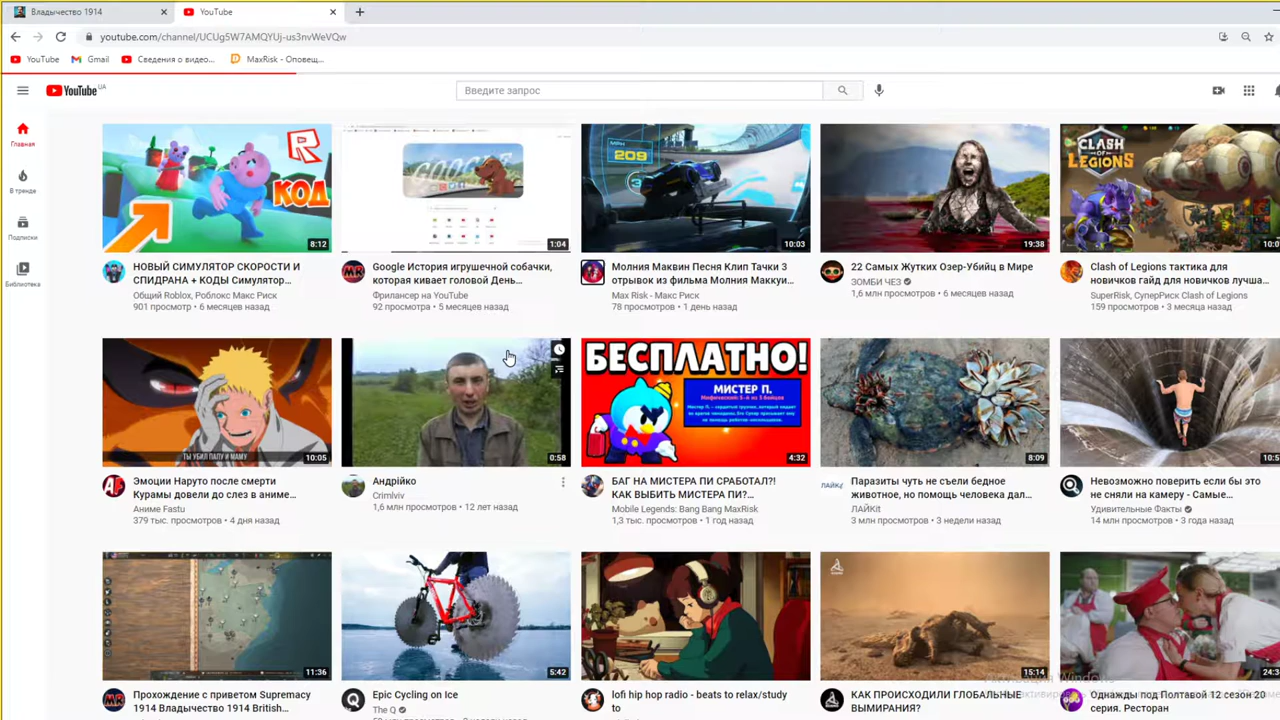 Владычество 1914
YouTube
youtube.com/channel/UCUg5W7AMQYUj-us3nvWeVQw
YouTube
Gmail
Сведения о видео...
MaxRisk - Оповещ...
YouTube UA
Введите запрос
Главная
В тренде
Подписки
Библиотека
КОД
8:12
GOOGLE
1:04
209
10:03
19:38
CLASH OF LEGIONS
НОВЫЙ СИМУЛЯТОР СКОРОСТИ И
СПИДРАНА + КОДЫ Симулятор...
Общий Roblox, Роблокс Макс Риск
901 просмотр • 6 месяцев назад
Google История игрушечной собачки,
которая кивает головой День...
Фрилансер на YouTube
92 просмотра • 5 месяцев назад
Молния Маквин Песня Клип Тачки 3
отрывок из фильма Молния Маккуи...
Max Risk - Макс Риск
78 просмотров • 1 день назад
22 Самых Жутких Озер-Убийц в Мире
ЗОМБИ ЧЕЗ
1,6 млн просмотров • 6 месяцев назад
Clash of Legions тактика для
новичков гайд для новичков лучша...
SuperRisk, СуперРиск Clash of Legions
159 просмотров • 3 месяца назад
ТЫ УБИЛ ПАПУ И МАМУ
10:05
0:58
БЕСПЛАТНО!
МИСТЕР П.
4:32
8:09
Эмоции Наруто после смерти
Курамы довели до слез в аниме...
Аниме Fastu
379 тыс. просмотров • 4 дня назад
Андрійко
Crimlviv
1,6 млн просмотров • 12 лет назад
БАГ НА МИСТЕРА ПИ СРАБОТАЛ?!
КАК ВЫБИТЬ МИСТЕРА ПИ?...
Mobile Legends: Bang Bang MaxRisk
1,3 тыс. просмотров • 1 год назад
ЛАЙКit
Паразиты чуть не съели бедное
животное, но помощь человека дал...
ЛАЙКit
3 млн просмотров • 3 недели назад
Невозможно поверить если бы это
не сняли на камеру - Самые...
Удивительные Факты
14 млн просмотров • 3 года назад
11:36
5:42
15:14
Прохождение с приветом Supremacy
1914 Владычество 1914 British...
Epic Cycling on Ice
The Q
lofi hip hop radio - beats to relax/study
to
КАК ПРОИСХОДИЛИ ГЛОБАЛЬНЫЕ
ВЫМИРАНИЯ?
Однажды под Полтавой 12 сезон 20
серия. Ресторан